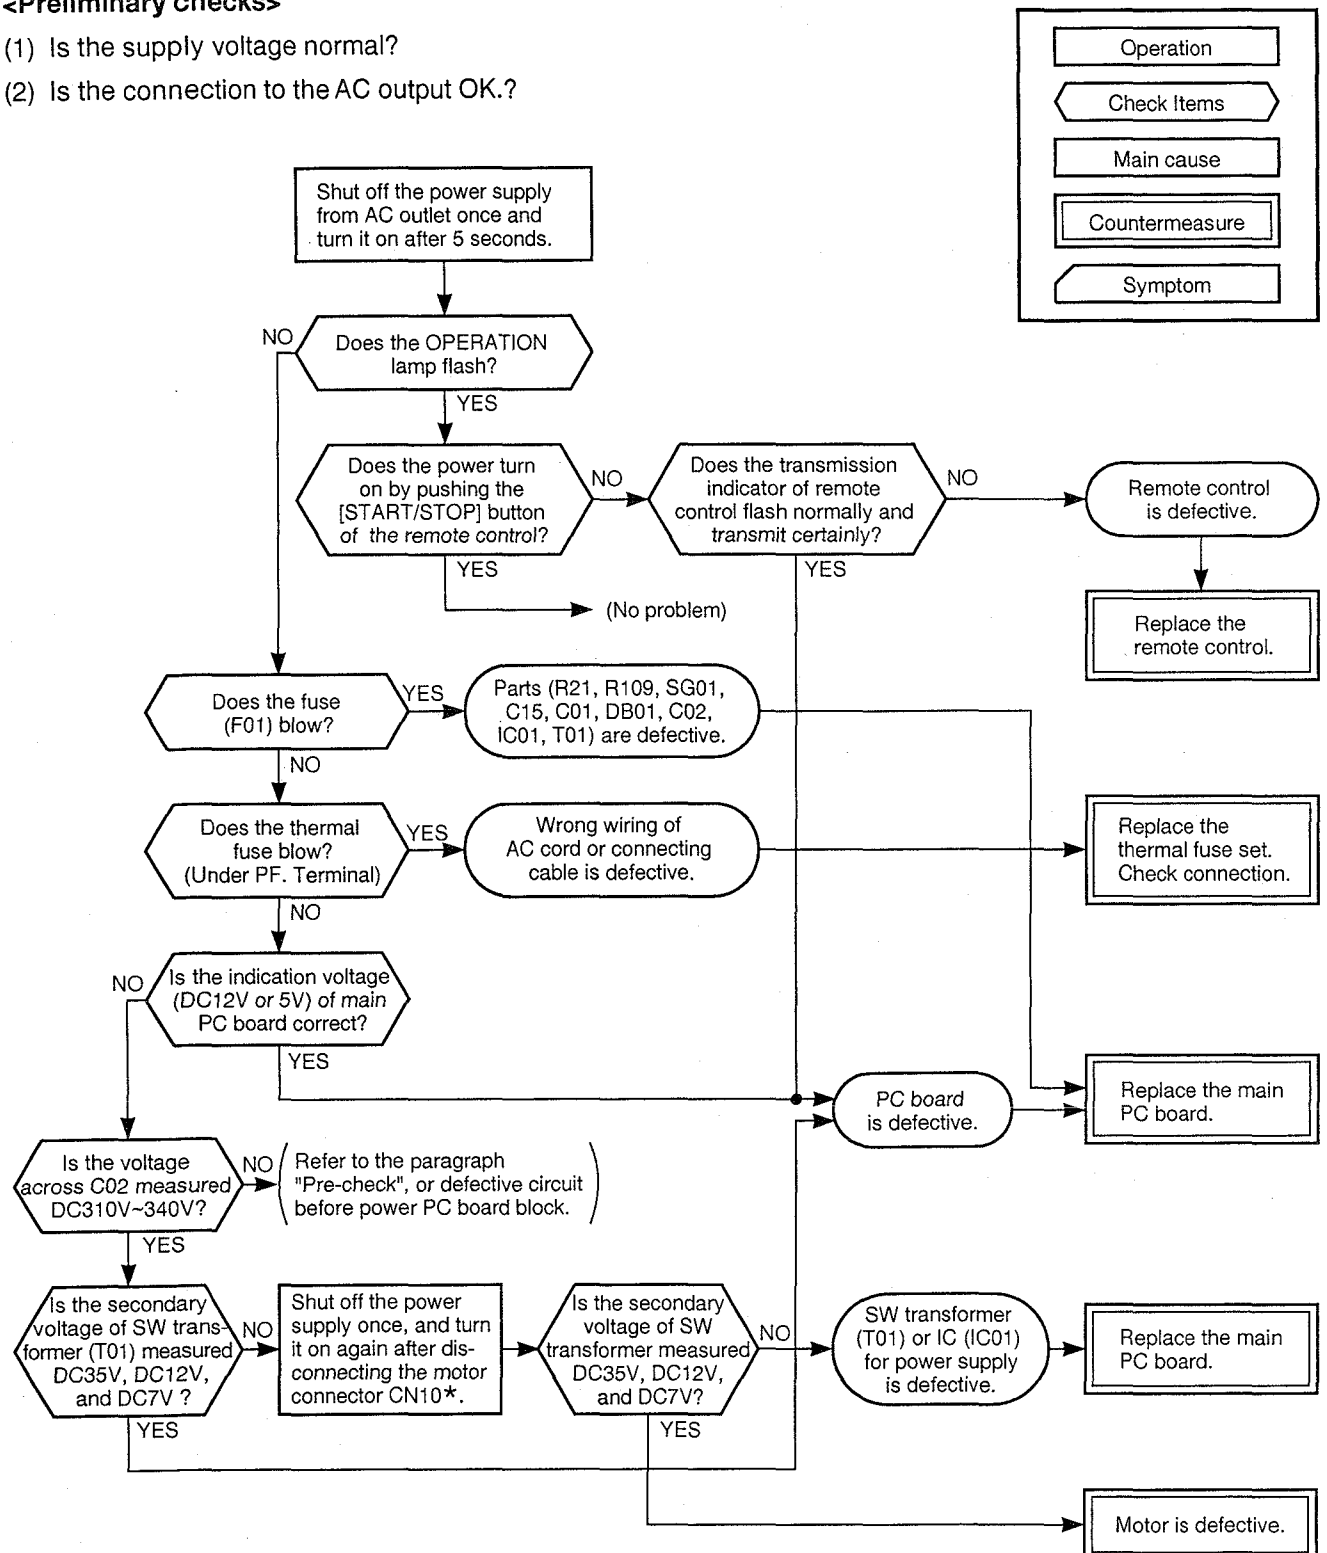 <Preliminary checks>
(1) Is the supply voltage normal?
(2) Is the connection to the AC output OK.?
Operation
Check Items
Main cause
Countermeasure
Symptom
Shut off the power supply
from AC outlet once and
turn it on after 5 seconds.
NO
Does the OPERATION
lamp flash?
YES
Does the power turn
on by pushing the
[START/STOP] button
of the remote control?
NO
Does the transmission
indicator of remote
control flash normally and
transmit certainly?
NO
Remote control
is defective.
YES
YES
(No problem)
Replace the
remote control.
Does the fuse
(F01) blow?
YES
Parts (R21, R109, SG01,
C15, C01, DB01, C02,
IC01, T01) are defective.
NO
Does the thermal
fuse blow?
(Under PF. Terminal)
YES
Wrong wiring of
AC cord or connecting
cable is defective.
Replace the
thermal fuse set.
Check connection.
NO
NO
Is the indication voltage
(DC12V or 5V) of main
PC board correct?
YES
PC board
is defective.
Replace the main
PC board.
Is the voltage
across C02 measured
DC310V~340V?
NO
Refer to the paragraph
"Pre-check", or defective circuit
before power PC board block.
YES
Is the secondary
voltage of SW trans-
former (T01) measured
DC35V, DC12V,
and DC7V ?
NO
Shut off the power
supply once, and turn
it on again after dis-
connecting the motor
connector CN10*.
Is the secondary
voltage of SW
transformer measured
DC35V, DC12V,
and DC7V?
NO
SW transformer
(T01) or IC (IC01)
for power supply
is defective.
Replace the main
PC board.
YES
YES
Motor is defective.